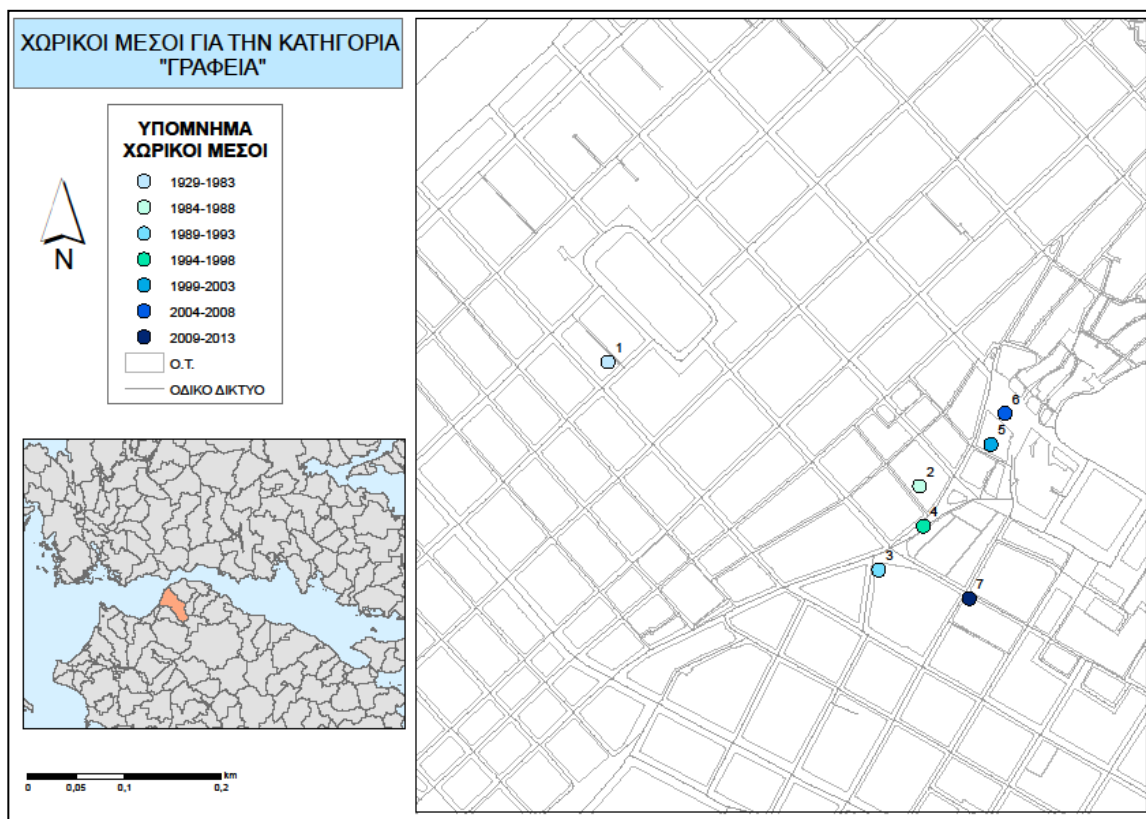 ΧΩΡΙΚΟΙ ΜΕΣΟΙ ΓΙΑ ΤΗΝ ΚΑΤΗΓΟΡΙΑ
"ΓΡΑΦΕΙΑ"
ΥΠΟΜΝΗΜΑ
ΧΩΡΙΚΟΙ ΜΕΣΟΙ
1929-1983
1984-1988
1989-1993
1994-1998
1999-2003
2004-2008
2009-2013
Ο.Τ.
ΟΔΙΚΟ ΔΙΚΤΥΟ
N
km
0 0,05 0,1 0,2
1
6
5
2
4
3
7